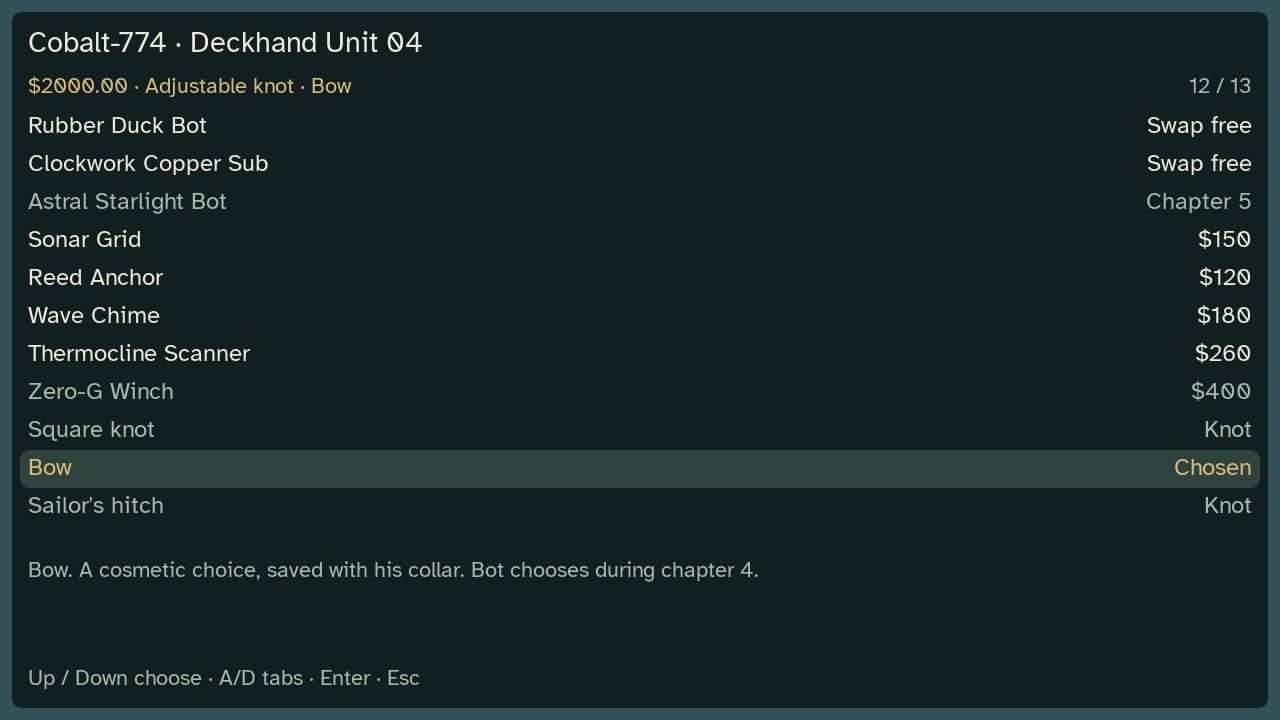 Cobalt-774 · Deckhand Unit 04
$2000.00 · Adjustable knot · Bow 12 / 13
Rubber Duck Bot Swap free
Clockwork Copper Sub Swap free
Astral Starlight Bot Chapter 5
Sonar Grid $150
Reed Anchor $120
Wave Chime $180
Thermocline Scanner $260
Zero-G Winch $400
Square knot Knot
Bow Chosen
Sailor's hitch Knot
Bow. A cosmetic choice, saved with his collar. Bot chooses during chapter 4.
Up / Down choose · A/D tabs · Enter · Esc